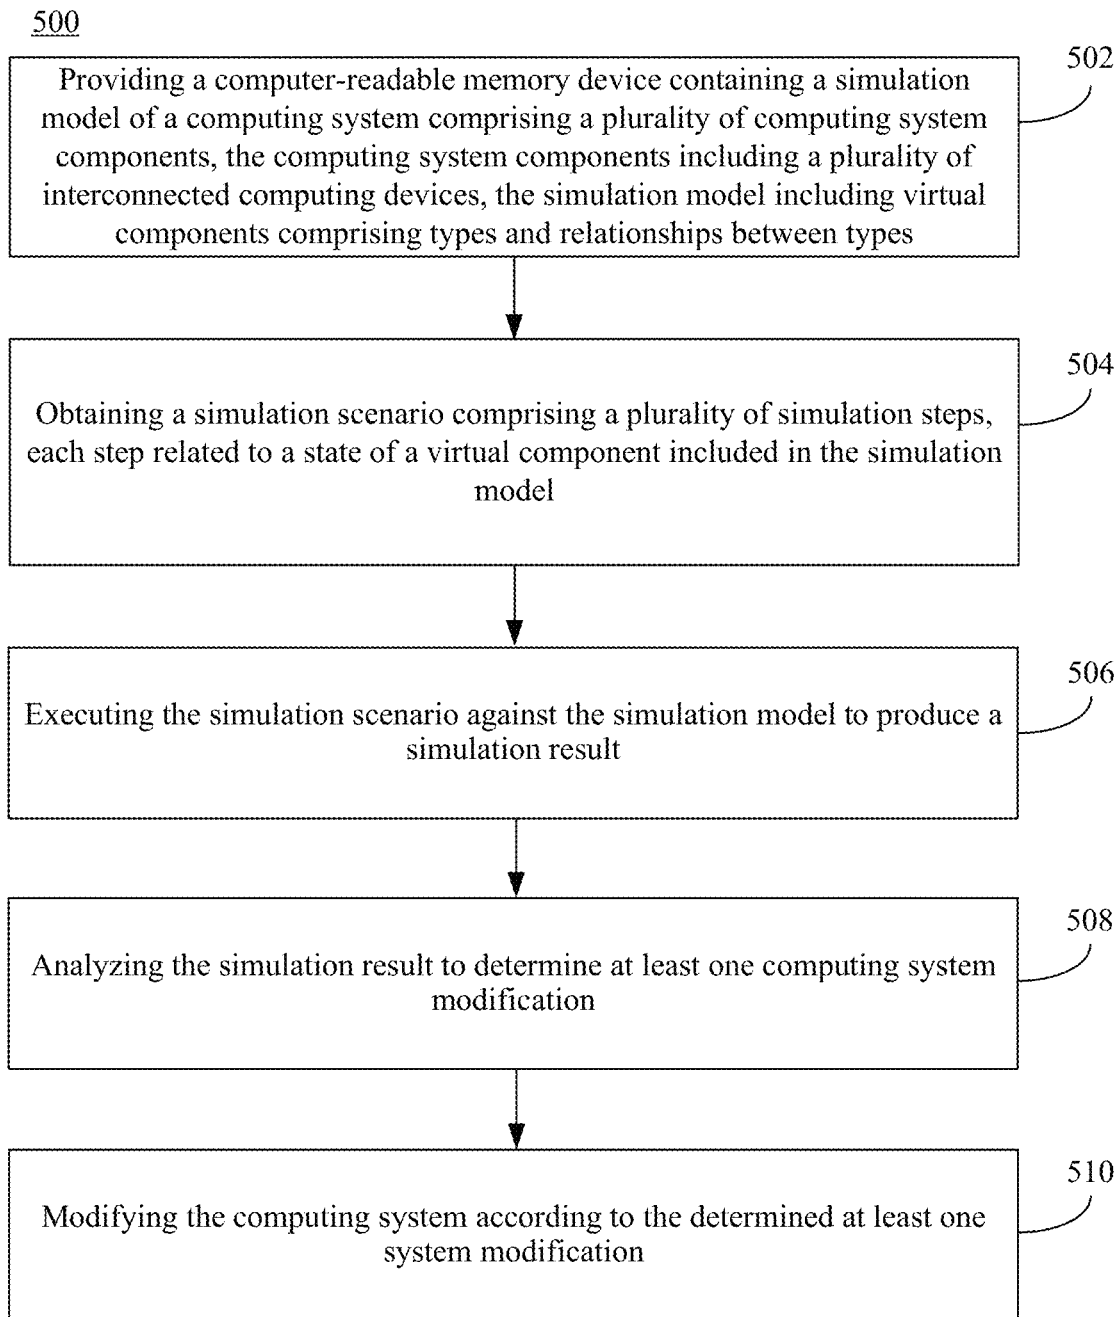 500
502
Providing a computer-readable memory device containing a simulation
model of a computing system comprising a plurality of computing system
components, the computing system components including a plurality of
interconnected computing devices, the simulation model including virtual
components comprising types and relationships between types
504
Obtaining a simulation scenario comprising a plurality of simulation steps,
each step related to a state of a virtual component included in the simulation
model
506
Executing the simulation scenario against the simulation model to produce a
simulation result
508
Analyzing the simulation result to determine at least one computing system
modification
510
Modifying the computing system according to the determined at least one
system modification